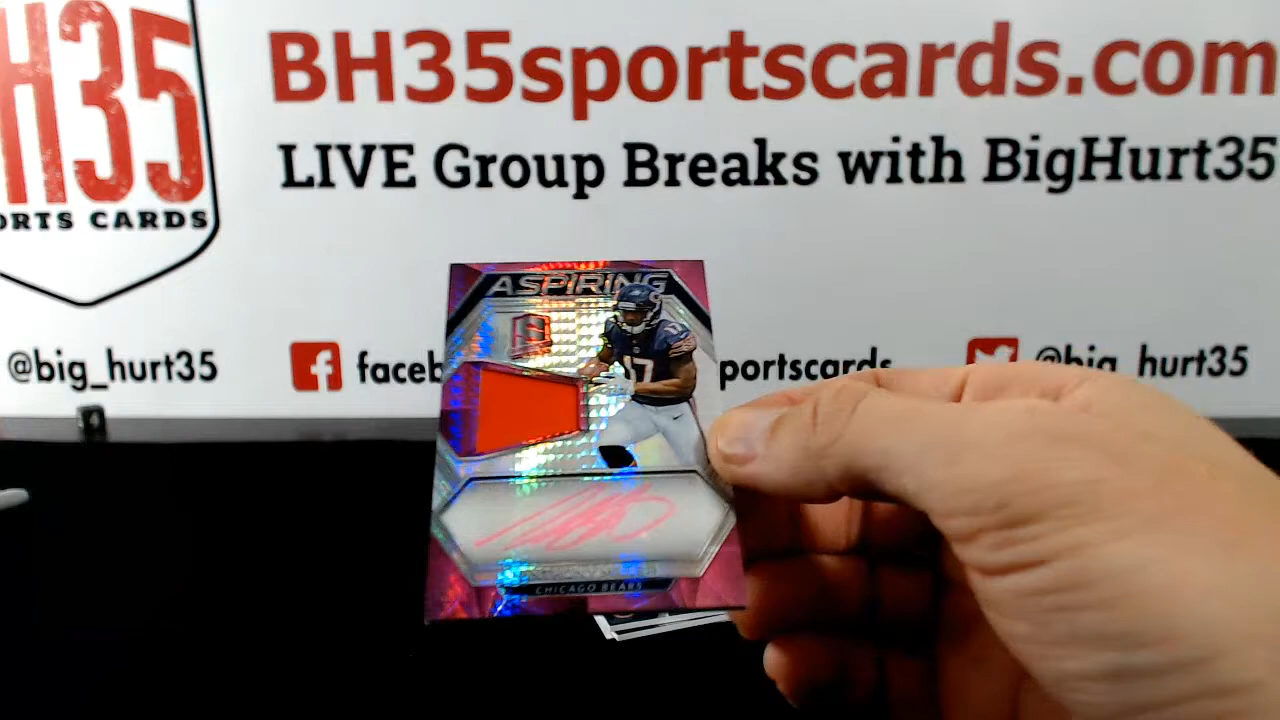 H35
ORTS CARDS
BH35sportscards.com
LIVE Group Breaks with BigHurt35
@big_hurt35
faceb
portscards
@big_hurt35
ASPIRING
17
CHICAGO BEARS